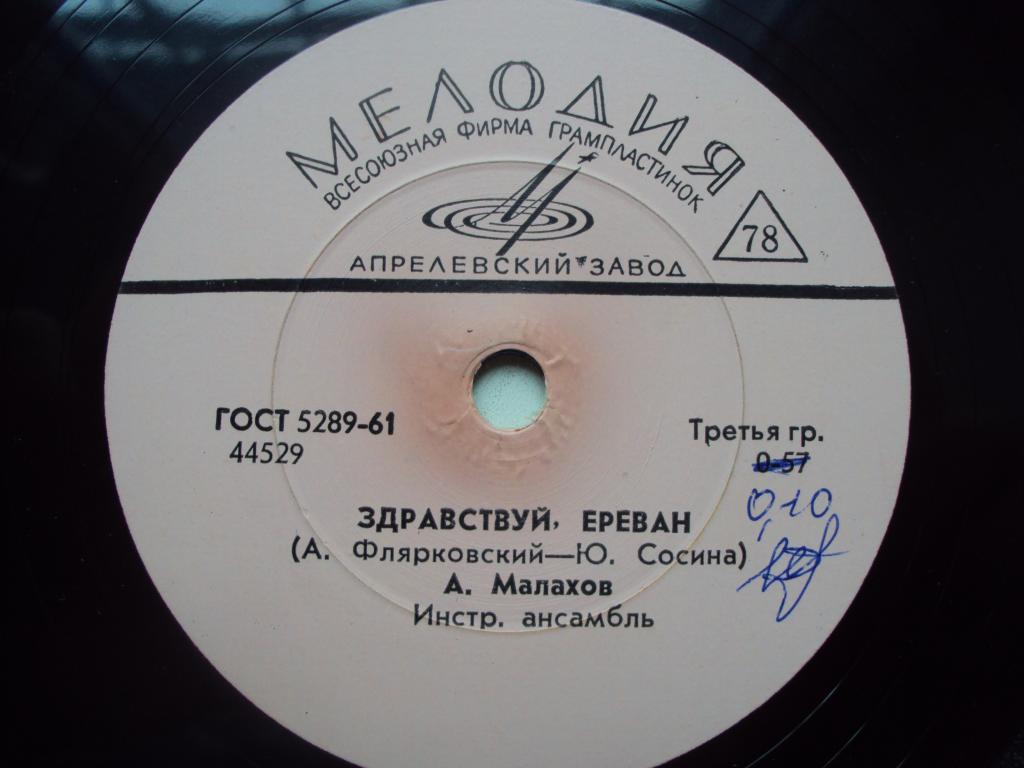 МЕЛОДИЯ
ВСЕСОЮЗНАЯ ФИРМА ГРАМПЛАСТИНОК
78
АПРЕЛЕВСКИЙ ЗАВОД
ГОСТ 5289-61
44529
Третья гр.
0-57
0,10
ЗДРАВСТВУЙ, ЕРЕВАН
(А. Флярковский—Ю. Сосина)
А. Малахов
Инстр. ансамбль